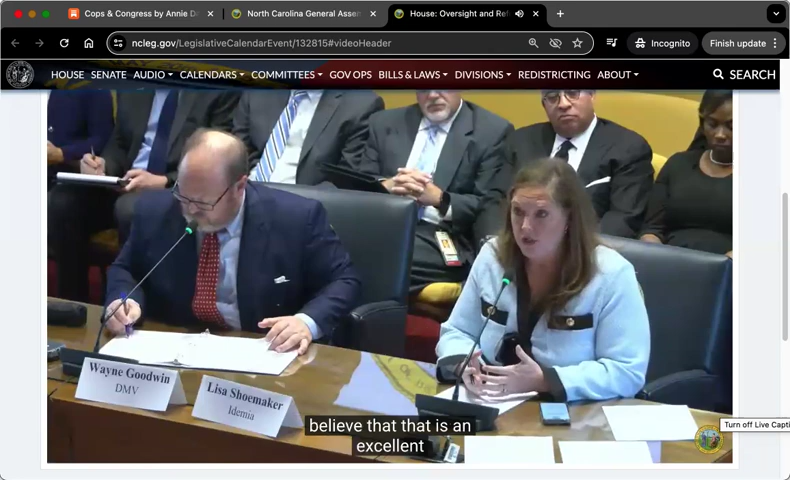 Cops & Congress by Annie Di
North Carolina General Assem
House: Oversight and Ref
ncleg.gov/LegislativeCalendarEvent/132815#videoHeader
Incognito
Finish update
HOUSE SENATE AUDIO CALENDARS COMMITTEES GOV OPS BILLS & LAWS DIVISIONS REDISTRICTING ABOUT SEARCH
Wayne Goodwin
DMV
Lisa Shoemaker
Idemia
believe that that is an
excellent
Turn off Live Capti